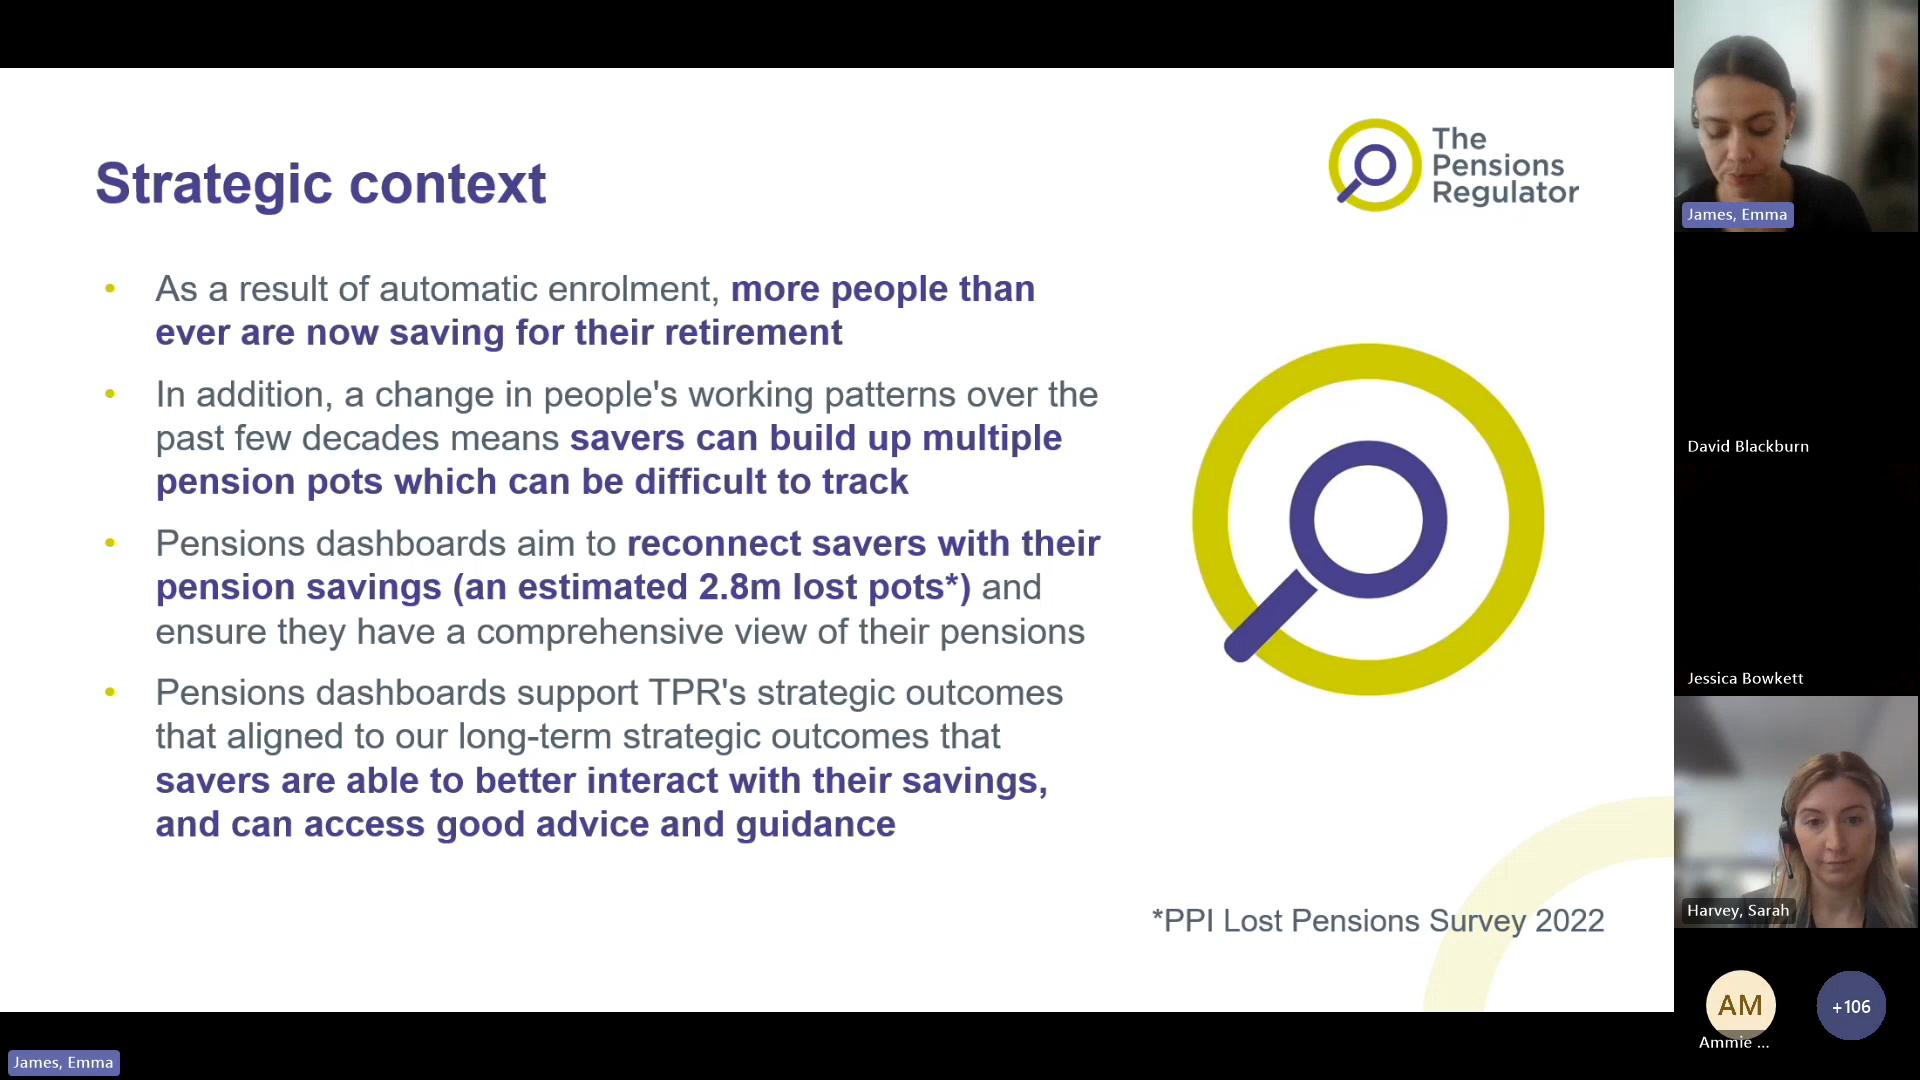 Strategic context
The
Pensions
Regulator
• As a result of automatic enrolment, more people than
ever are now saving for their retirement
• In addition, a change in people's working patterns over the
past few decades means savers can build up multiple
pension pots which can be difficult to track
• Pensions dashboards aim to reconnect savers with their
pension savings (an estimated 2.8m lost pots*) and
ensure they have a comprehensive view of their pensions
• Pensions dashboards support TPR's strategic outcomes
that aligned to our long-term strategic outcomes that
savers are able to better interact with their savings,
and can access good advice and guidance
*PPI Lost Pensions Survey 2022
James, Emma
David Blackburn
Jessica Bowkett
Harvey, Sarah
AM
Ammie ...
+106
James, Emma